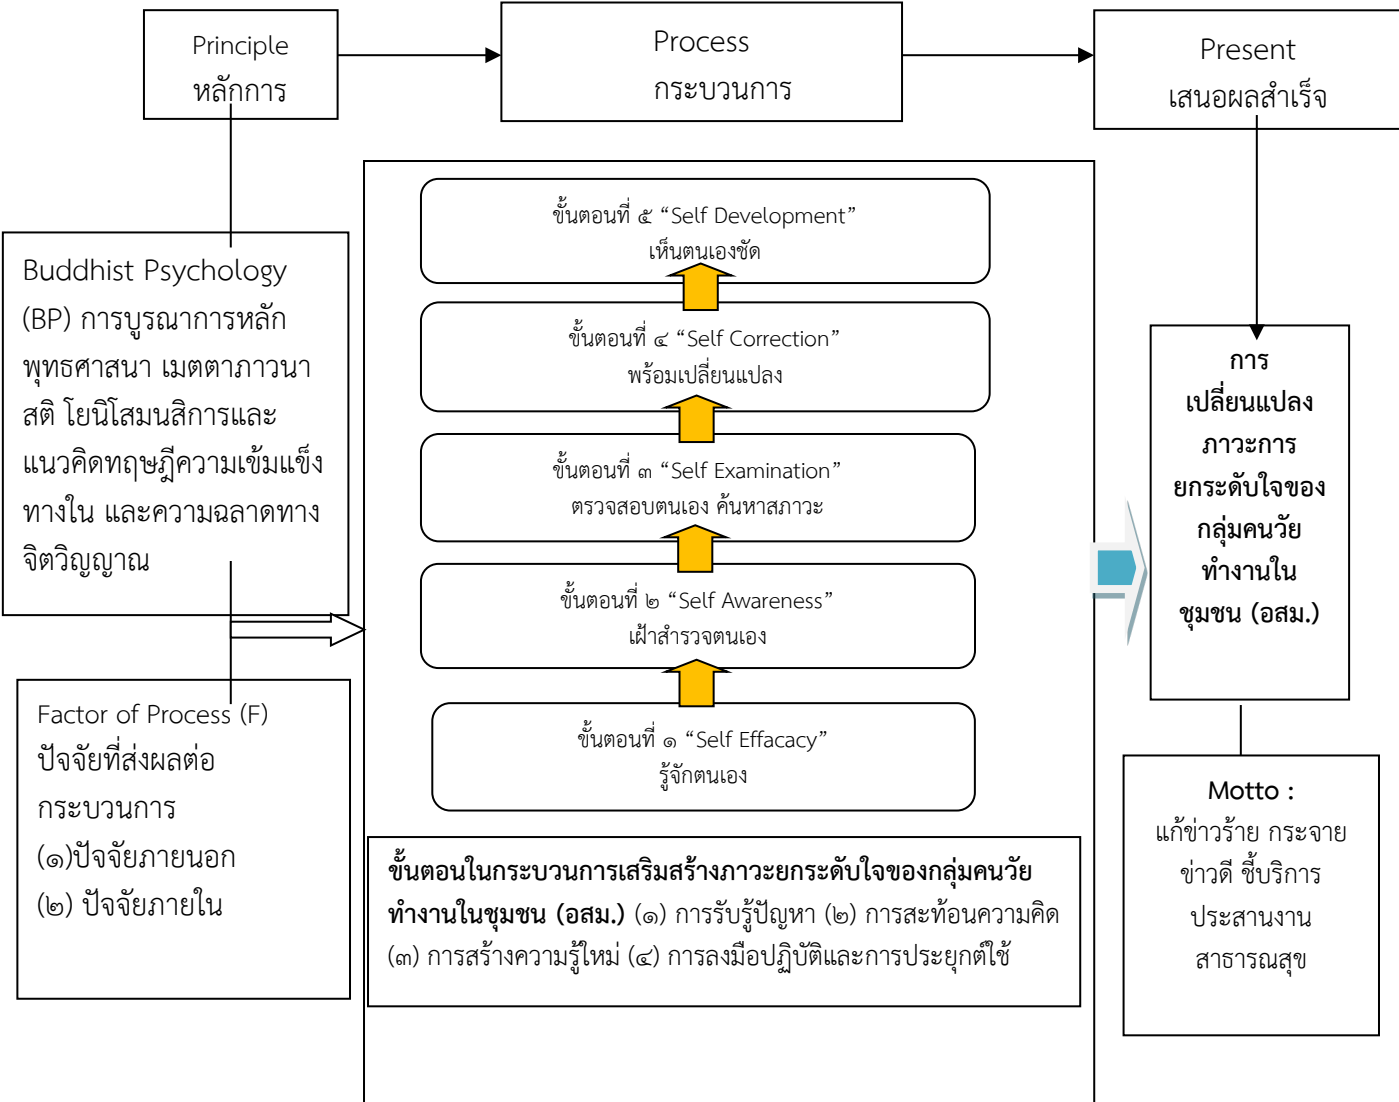 Principle
หลักการ
Process
กระบวนการ
Present
เสนอผลสำเร็จ
Buddhist Psychology
(BP) การบูรณาการหลัก
พุทธศาสนา เมตตาภาวนา
สติ โยนิโสมนสิการและ
แนวคิดทฤษฎีความเข้มแข็ง
ทางใน และความฉลาดทาง
จิตวิญญาณ
Factor of Process (F)
ปัจจัยที่ส่งผลต่อ
กระบวนการ
(๑)ปัจจัยภายนอก
(๒) ปัจจัยภายใน
ขั้นตอนที่ ๕ “Self Development”
เห็นตนเองชัด
ขั้นตอนที่ ๔ “Self Correction”
พร้อมเปลี่ยนแปลง
ขั้นตอนที่ ๓ “Self Examination”
ตรวจสอบตนเอง ค้นหาสภาวะ
ขั้นตอนที่ ๒ “Self Awareness”
เฝ้าสำรวจตนเอง
ขั้นตอนที่ ๑ “Self Effacacy”
รู้จักตนเอง
ขั้นตอนในกระบวนการเสริมสร้างภาวะยกระดับใจของกลุ่มคนวัย
ทำงานในชุมชน (อสม.) (๑) การรับรู้ปัญหา (๒) การสะท้อนความคิด
(๓) การสร้างความรู้ใหม่ (๔) การลงมือปฏิบัติและการประยุกต์ใช้
การ
เปลี่ยนแปลง
ภาวะการ
ยกระดับใจของ
กลุ่มคนวัย
ทำงานใน
ชุมชน (อสม.)
Motto :
แก้ข่าวร้าย กระจาย
ข่าวดี ชี้บริการ
ประสานงาน
สาธารณสุข